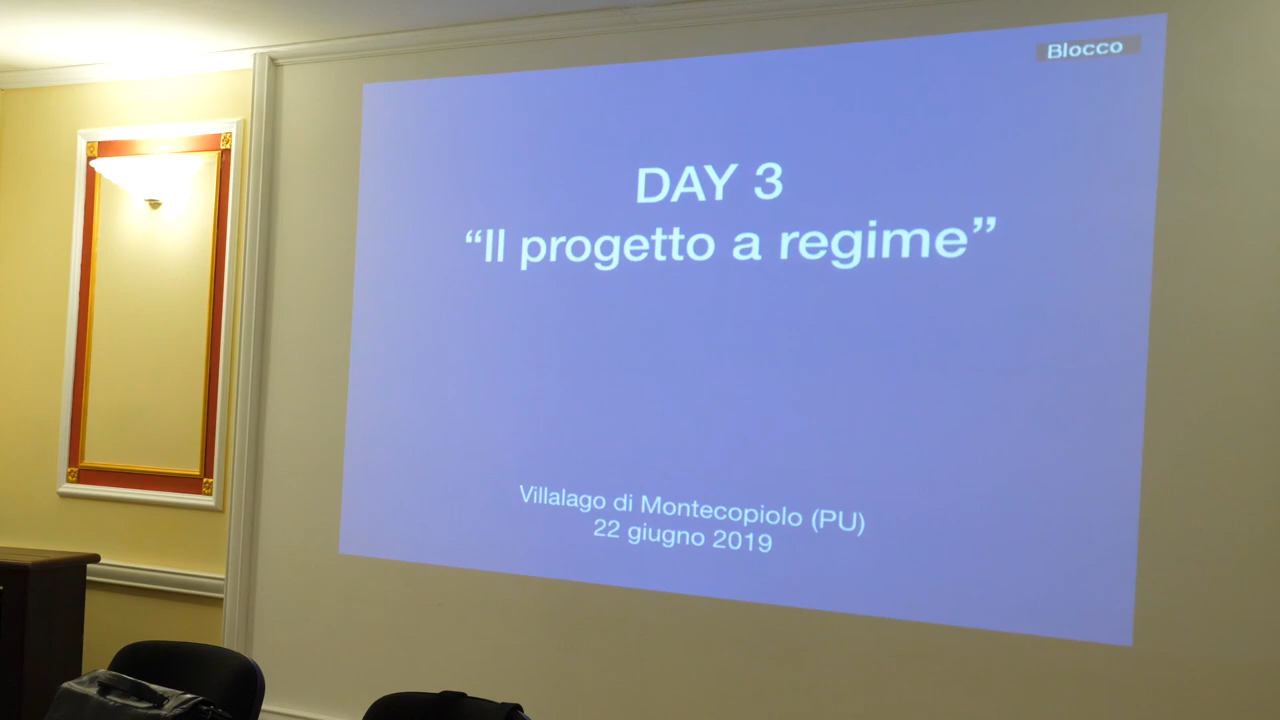 Blocco
DAY 3
“Il progetto a regime”
Villalago di Montecopiolo (PU)
22 giugno 2019